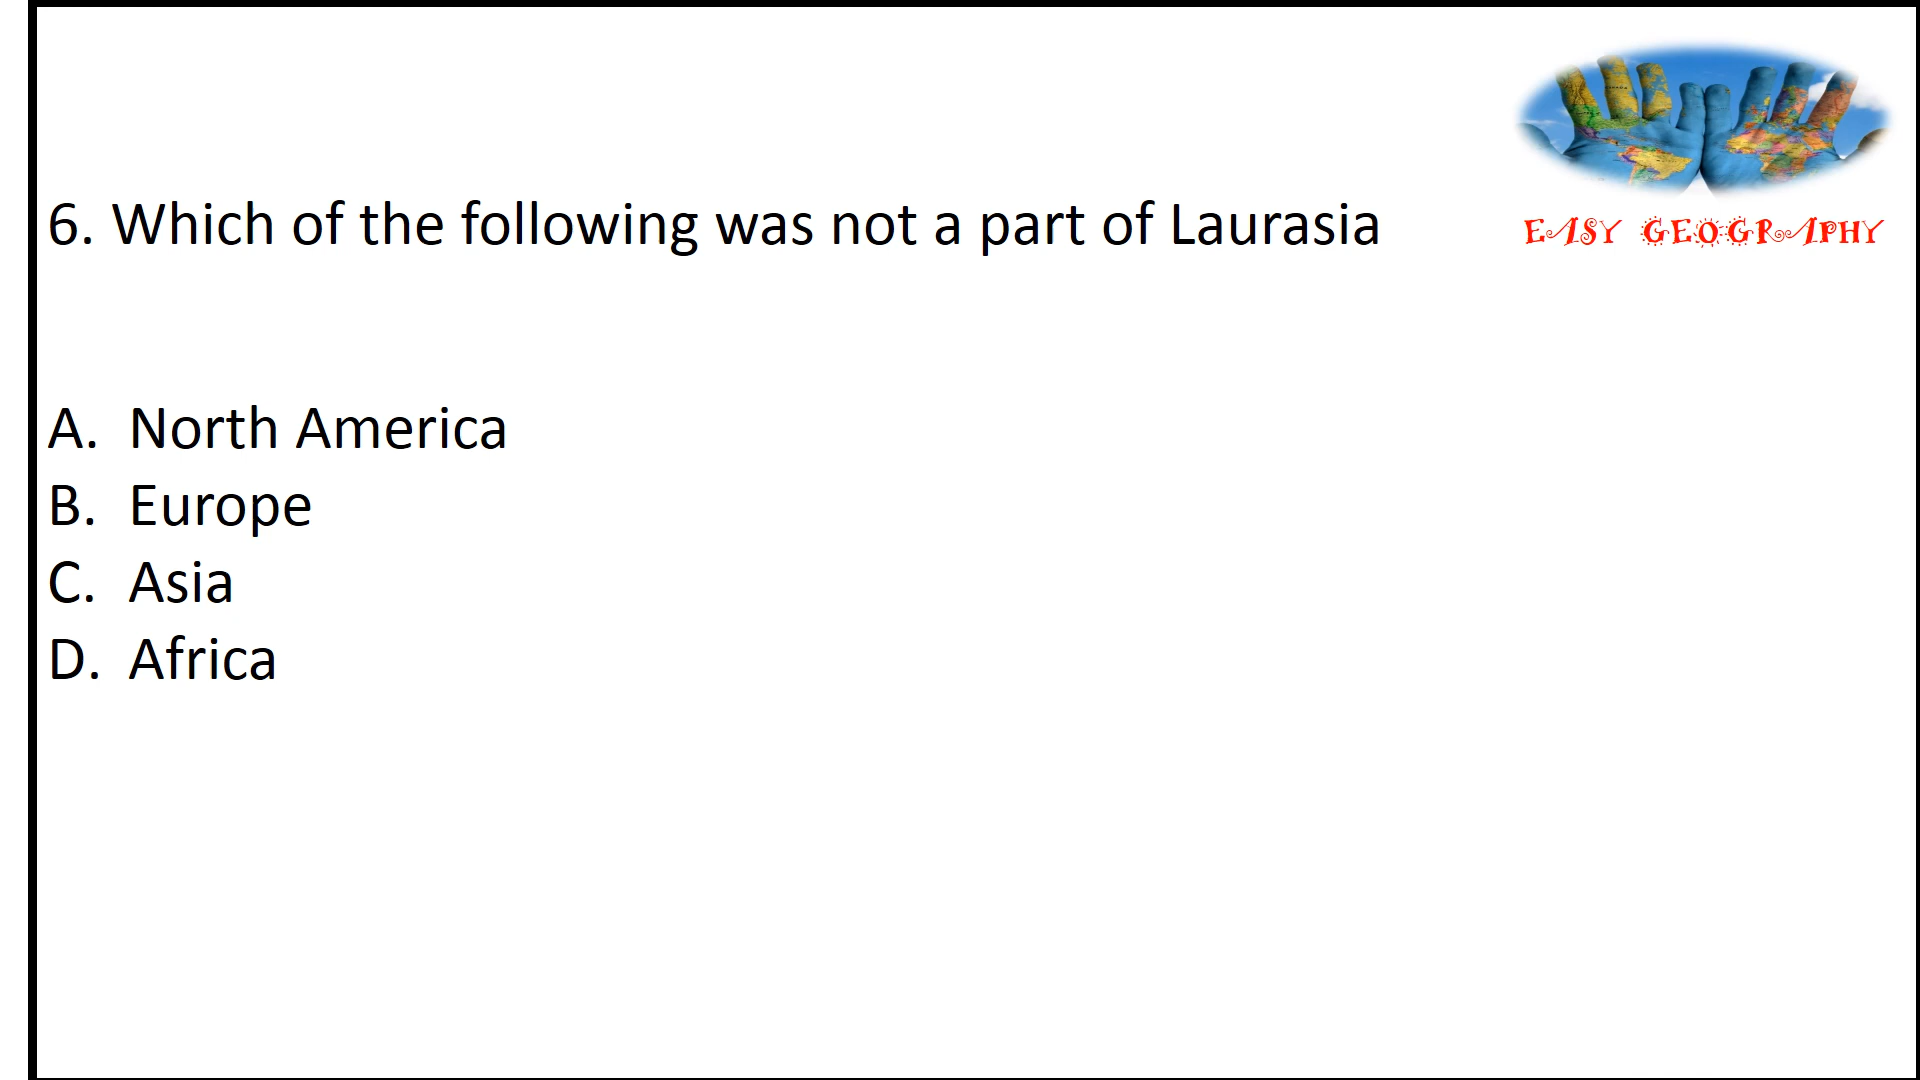 EASY GEOGRAPHY
6. Which of the following was not a part of Laurasia
A. North America
B. Europe
C. Asia
D. Africa